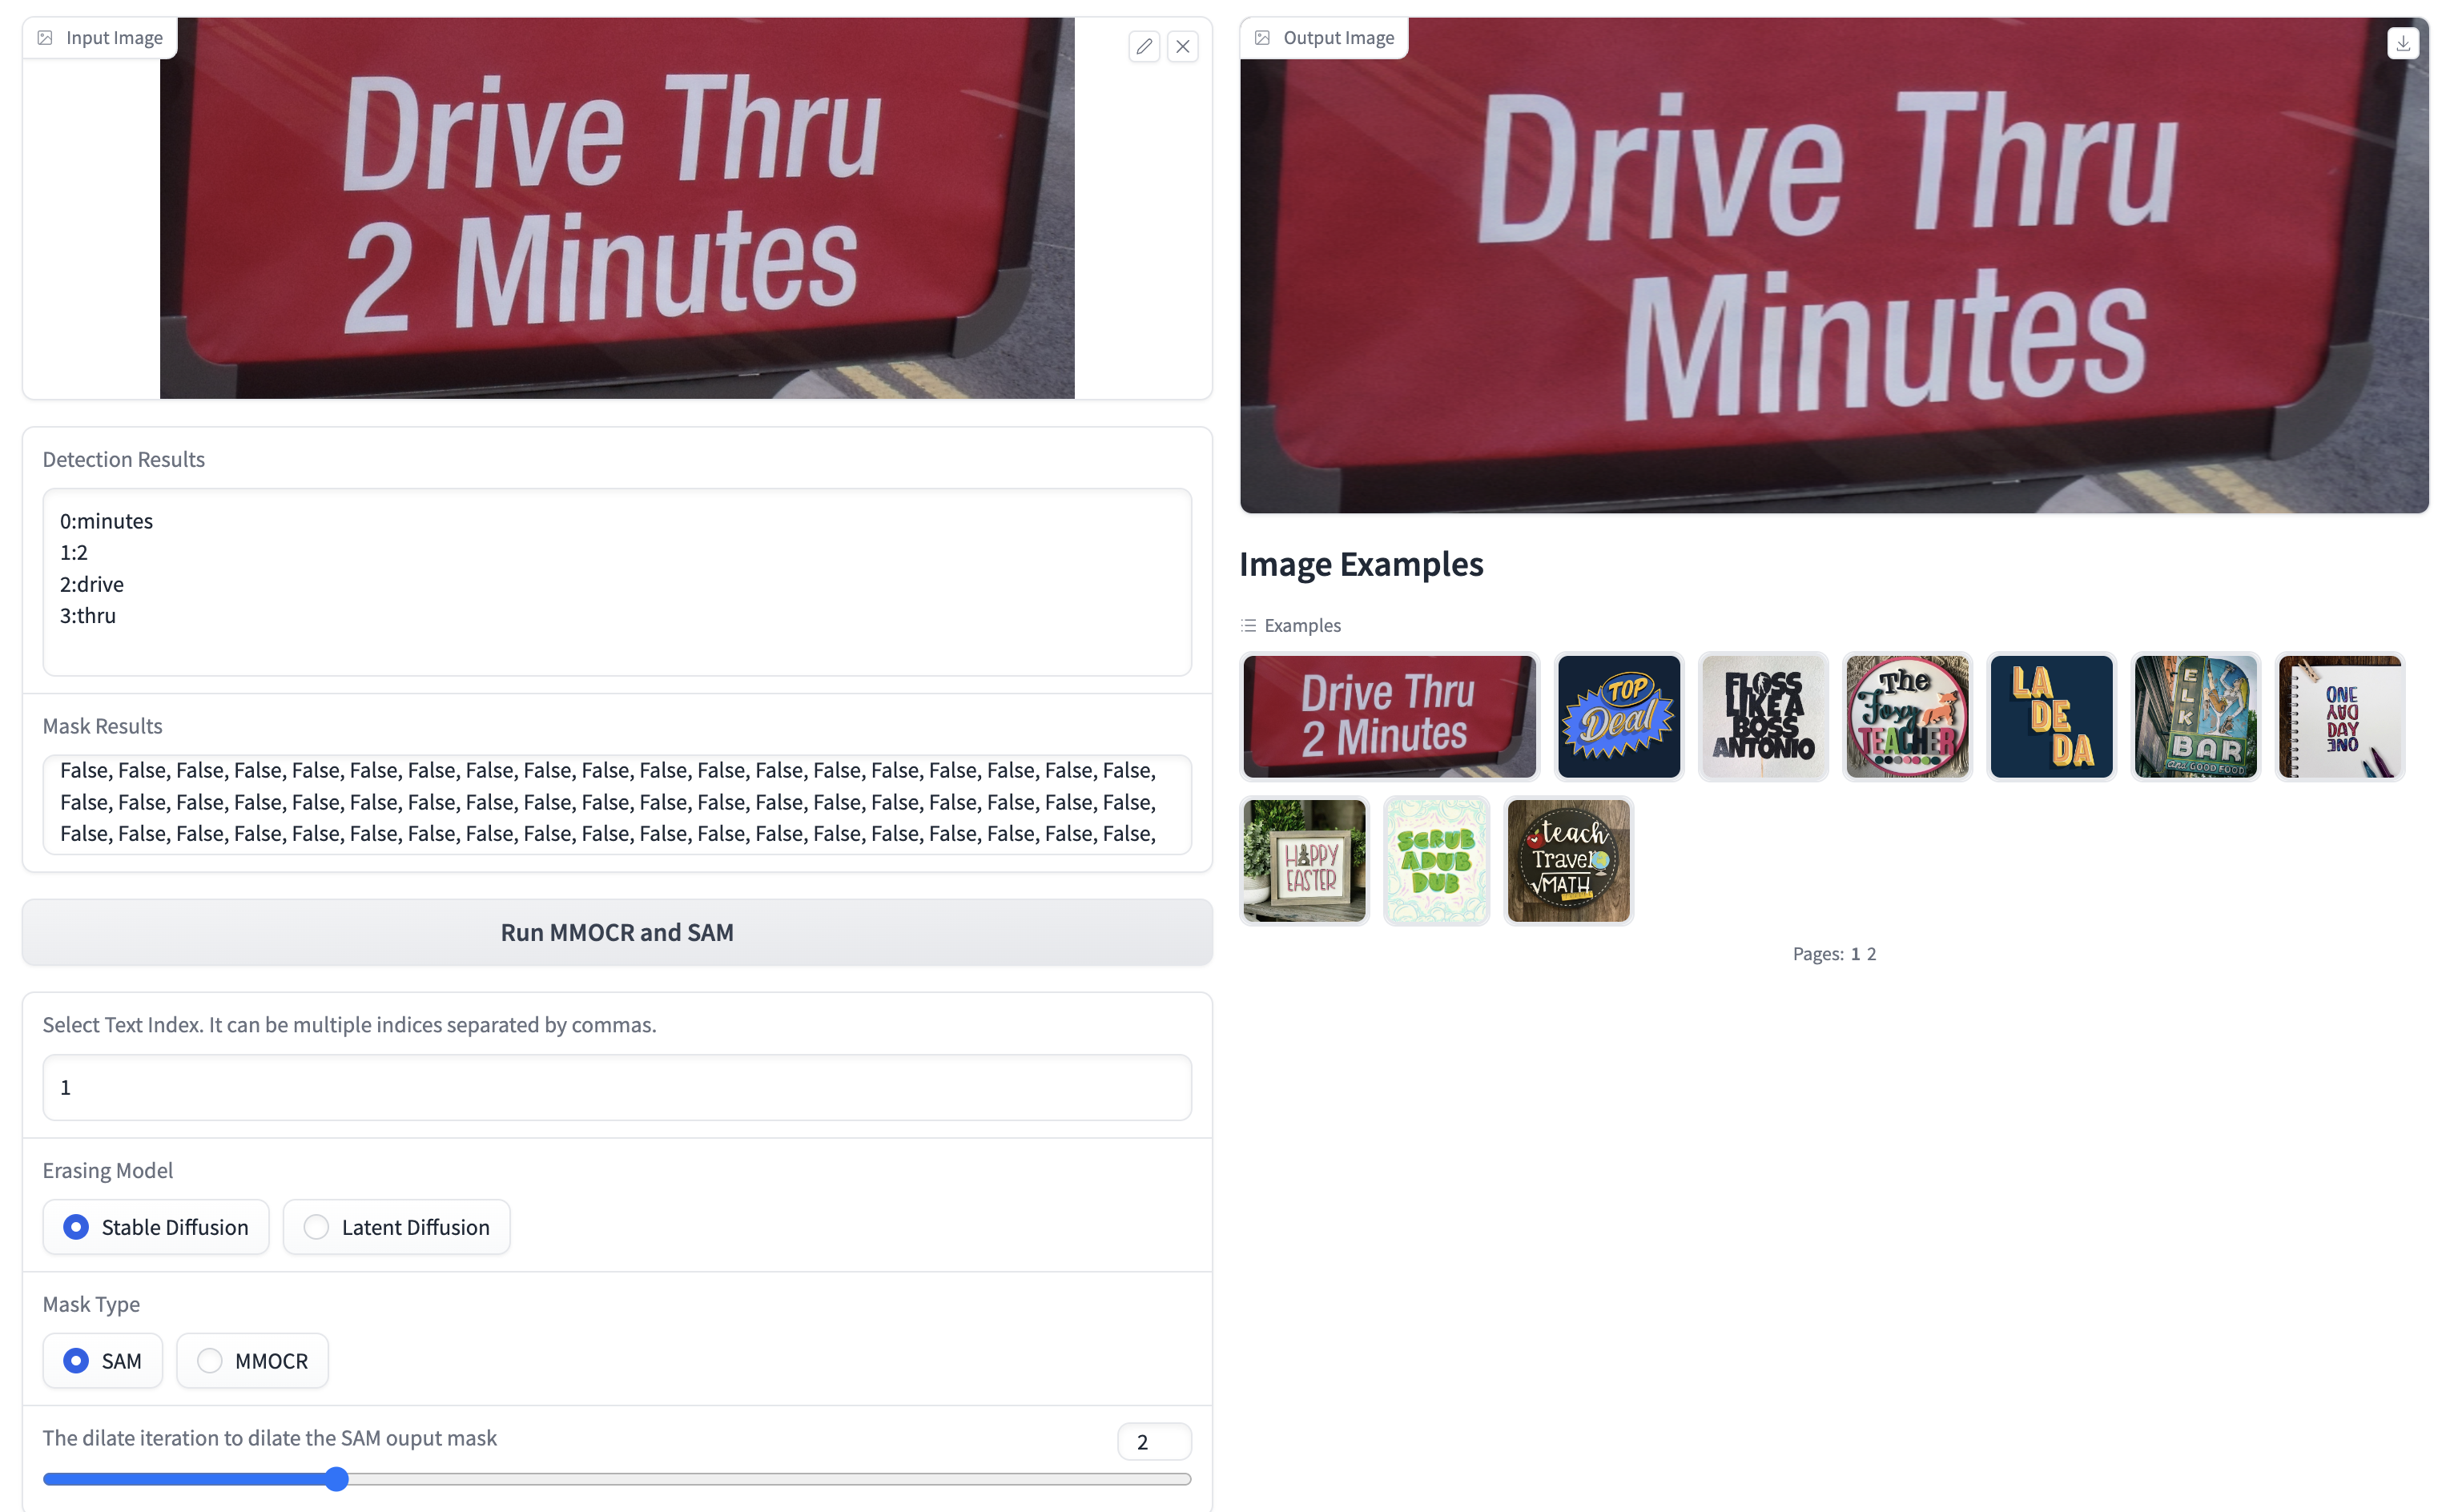 Input Image
Drive Thru
2 Minutes
Detection Results
0:minutes
1:2
2:drive
3:thru
Mask Results
False, False, False, False, False, False, False, False, False, False, False, False, False, False, False, False, False, False, False,
False, False, False, False, False, False, False, False, False, False, False, False, False, False, False, False, False, False, False,
False, False, False, False, False, False, False, False, False, False, False, False, False, False, False, False, False, False, False,
Run MMOCR and SAM
Select Text Index. It can be multiple indices separated by commas.
1
Erasing Model
Stable Diffusion
Latent Diffusion
Mask Type
SAM
MMOCR
The dilate iteration to dilate the SAM ouput mask
2
Output Image
Drive Thru
Minutes
Image Examples
Examples
Drive Thru
2 Minutes
TOP
Deal
FLOSS
LIKE A
BOSS
ANTONIO
The
Foxy
TEACHER
LA
DE
DA
ELK
BAR
and GOOD FOOD
ONE
DAY
DAY
ONE
HAPPY
EASTER
SCRUB
ADUB
DUB
teach
Travel
√MATH
Pages: 1 2